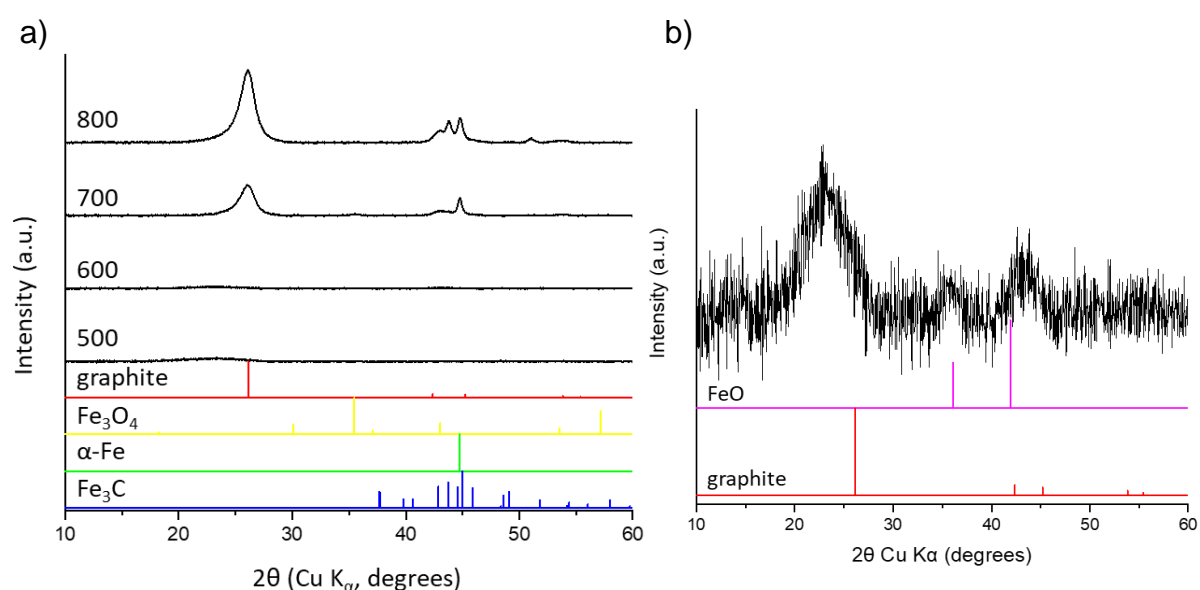 a)
800
700
600
500
graphite
Fe₃O₄
α-Fe
Fe₃C
Intensity (a.u.)
10 20 30 40 50 60
2θ (Cu Kα, degrees)
b)
Intensity (a.u.)
FeO
graphite
10 20 30 40 50 60
2θ Cu Kα (degrees)